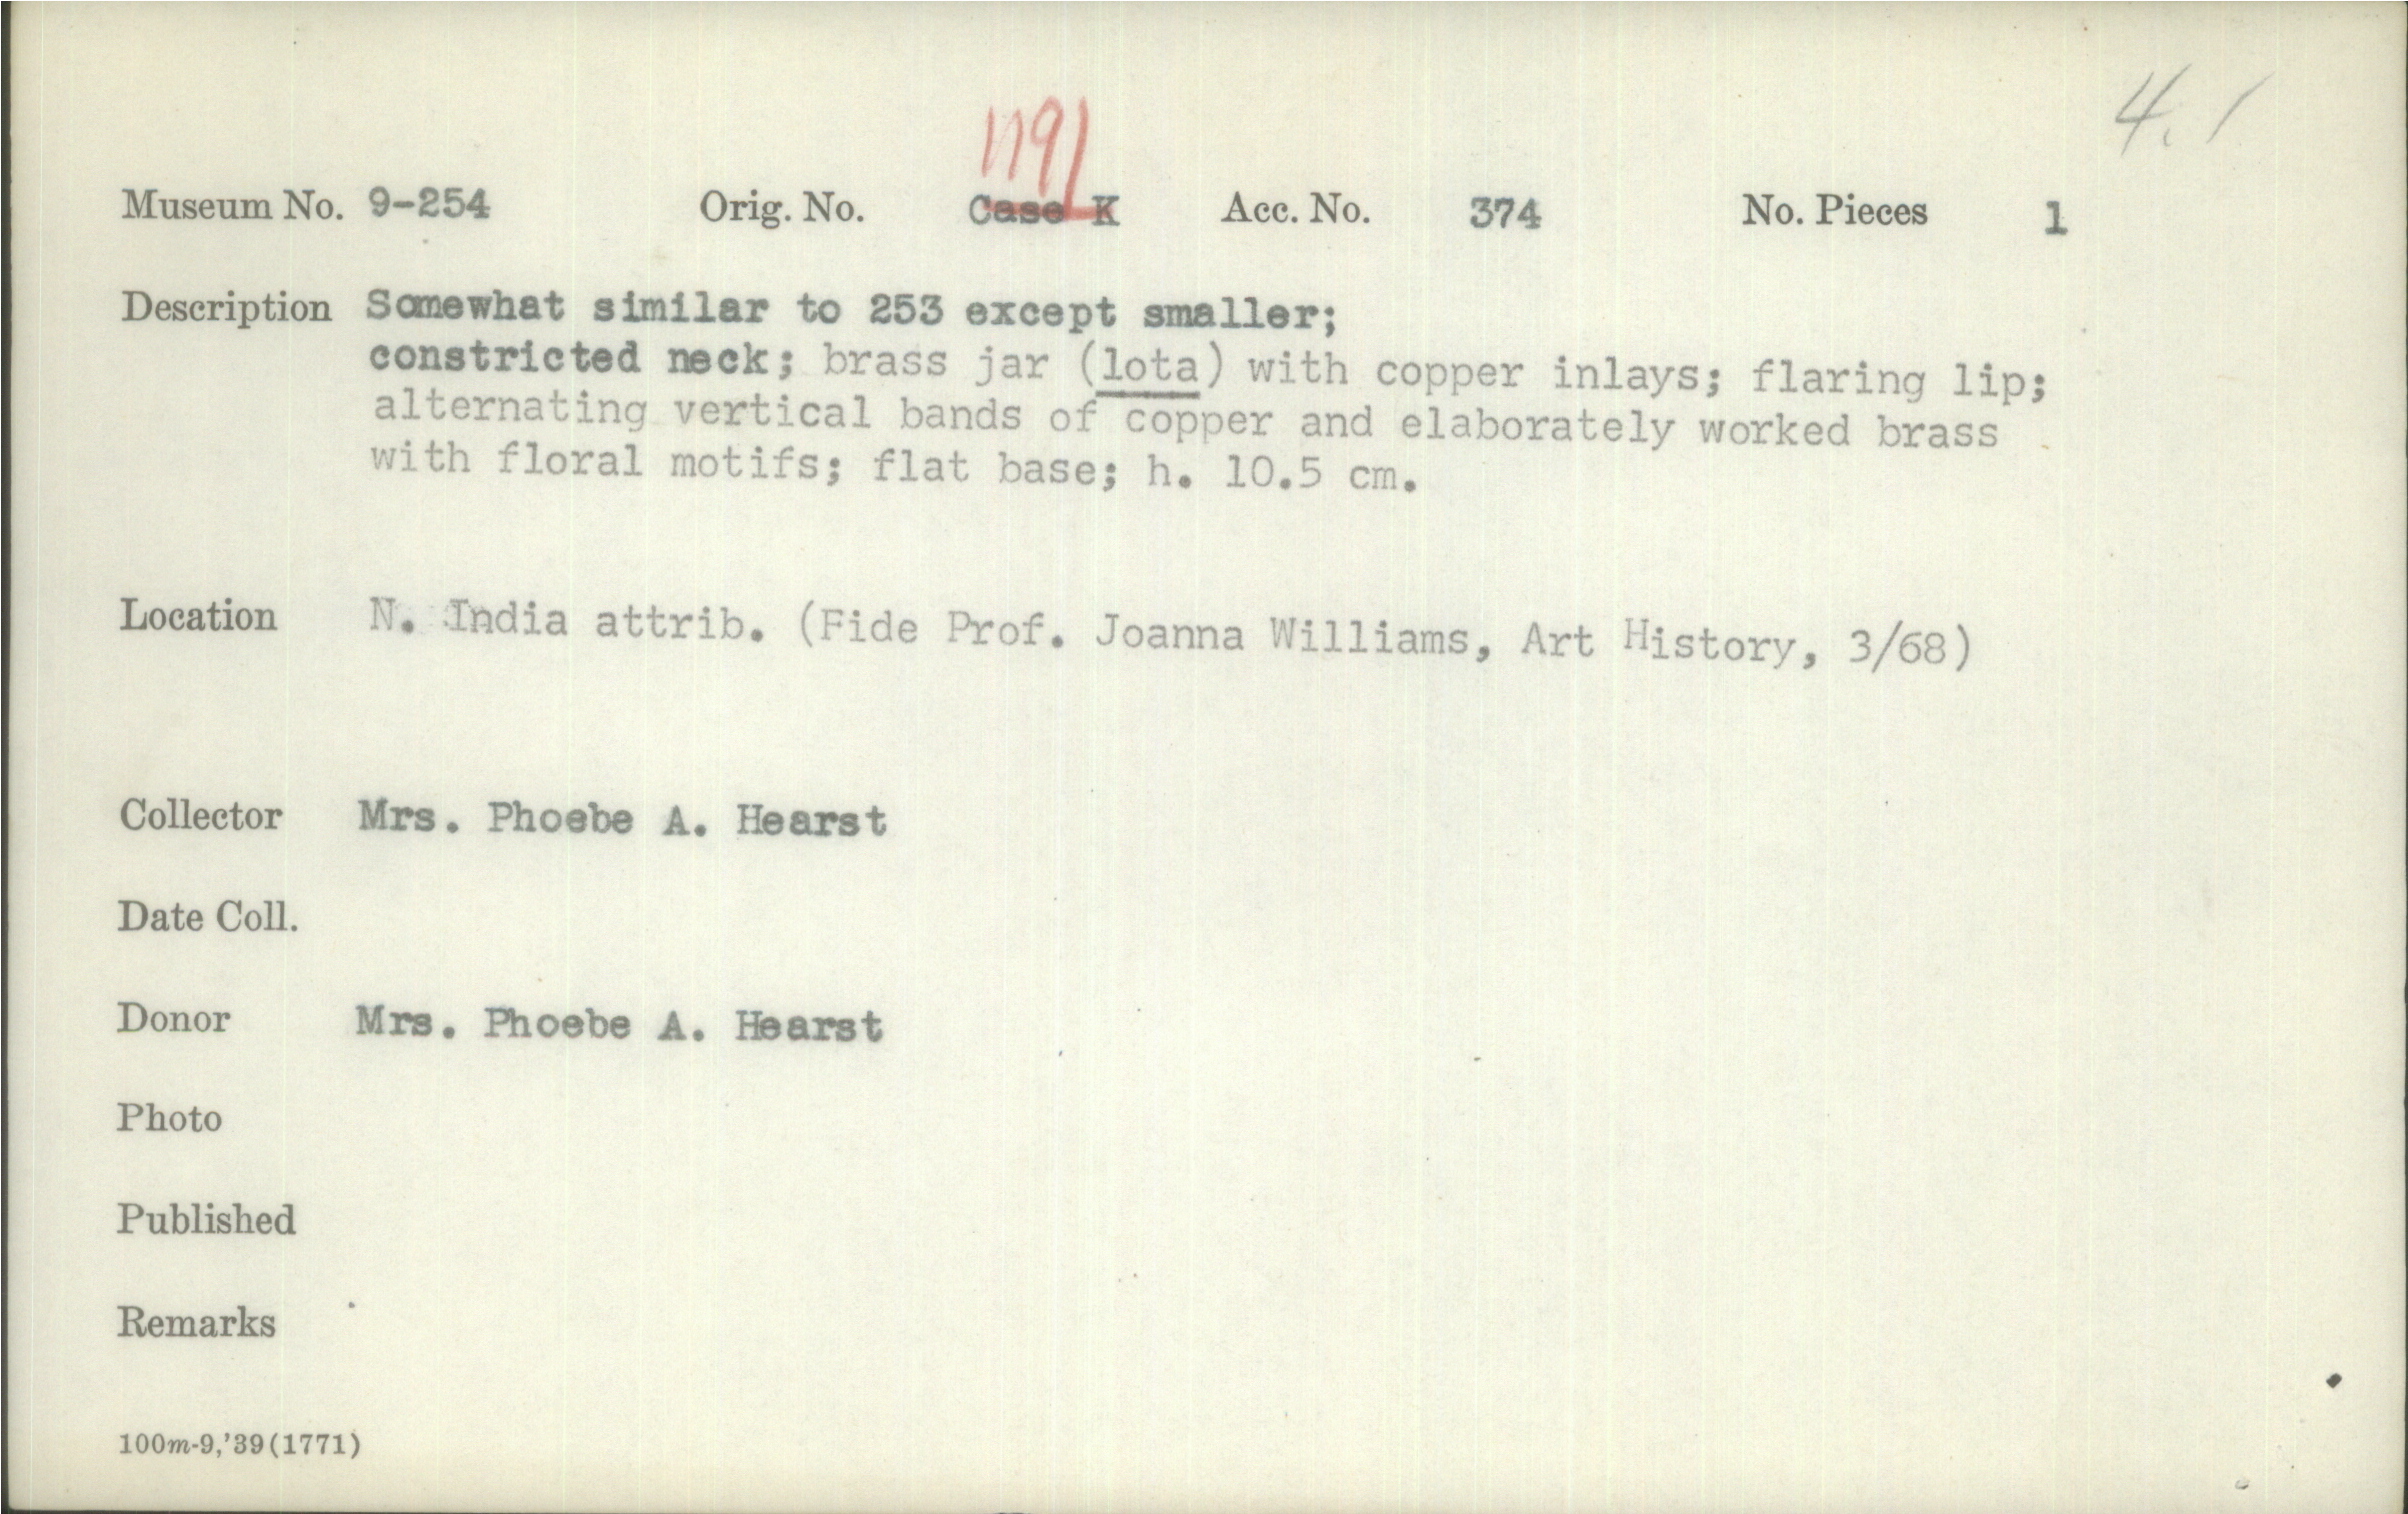 4.1
1191
Museum No. 9-254 Orig. No. Case K Acc. No. 374 No. Pieces 1
Description Somewhat similar to 253 except smaller;
constricted neck; brass jar (lota) with copper inlays; flaring lip;
alternating vertical bands of copper and elaborately worked brass
with floral motifs; flat base; h. 10.5 cm.
Location N. India attrib. (Fide Prof. Joanna Williams, Art History, 3/68)
Collector Mrs. Phoebe A. Hearst
Date Coll.
Donor Mrs. Phoebe A. Hearst
Photo
Published
Remarks
100m-9,'39(1771)